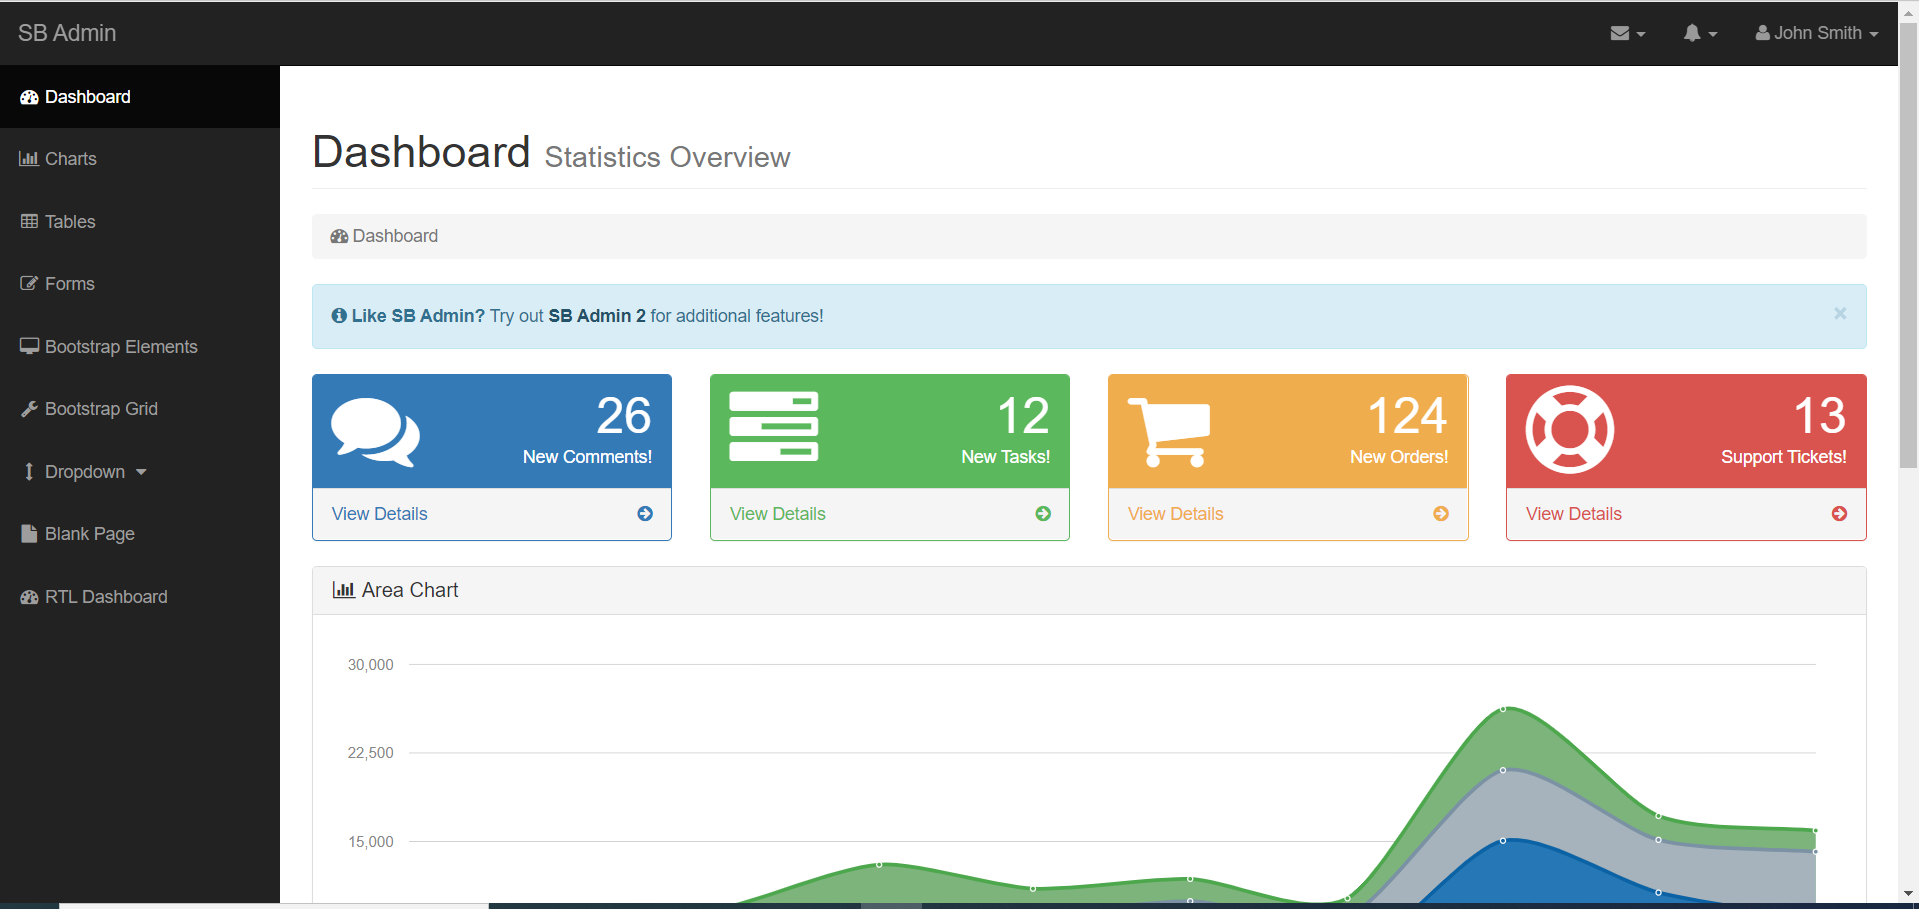 SB Admin
John Smith
Dashboard
Charts
Tables
Forms
Bootstrap Elements
Bootstrap Grid
Dropdown
Blank Page
RTL Dashboard
Dashboard Statistics Overview
Dashboard
Like SB Admin? Try out SB Admin 2 for additional features!
×
26
New Comments!
View Details
12
New Tasks!
View Details
124
New Orders!
View Details
13
Support Tickets!
View Details
Area Chart
30,000
22,500
15,000